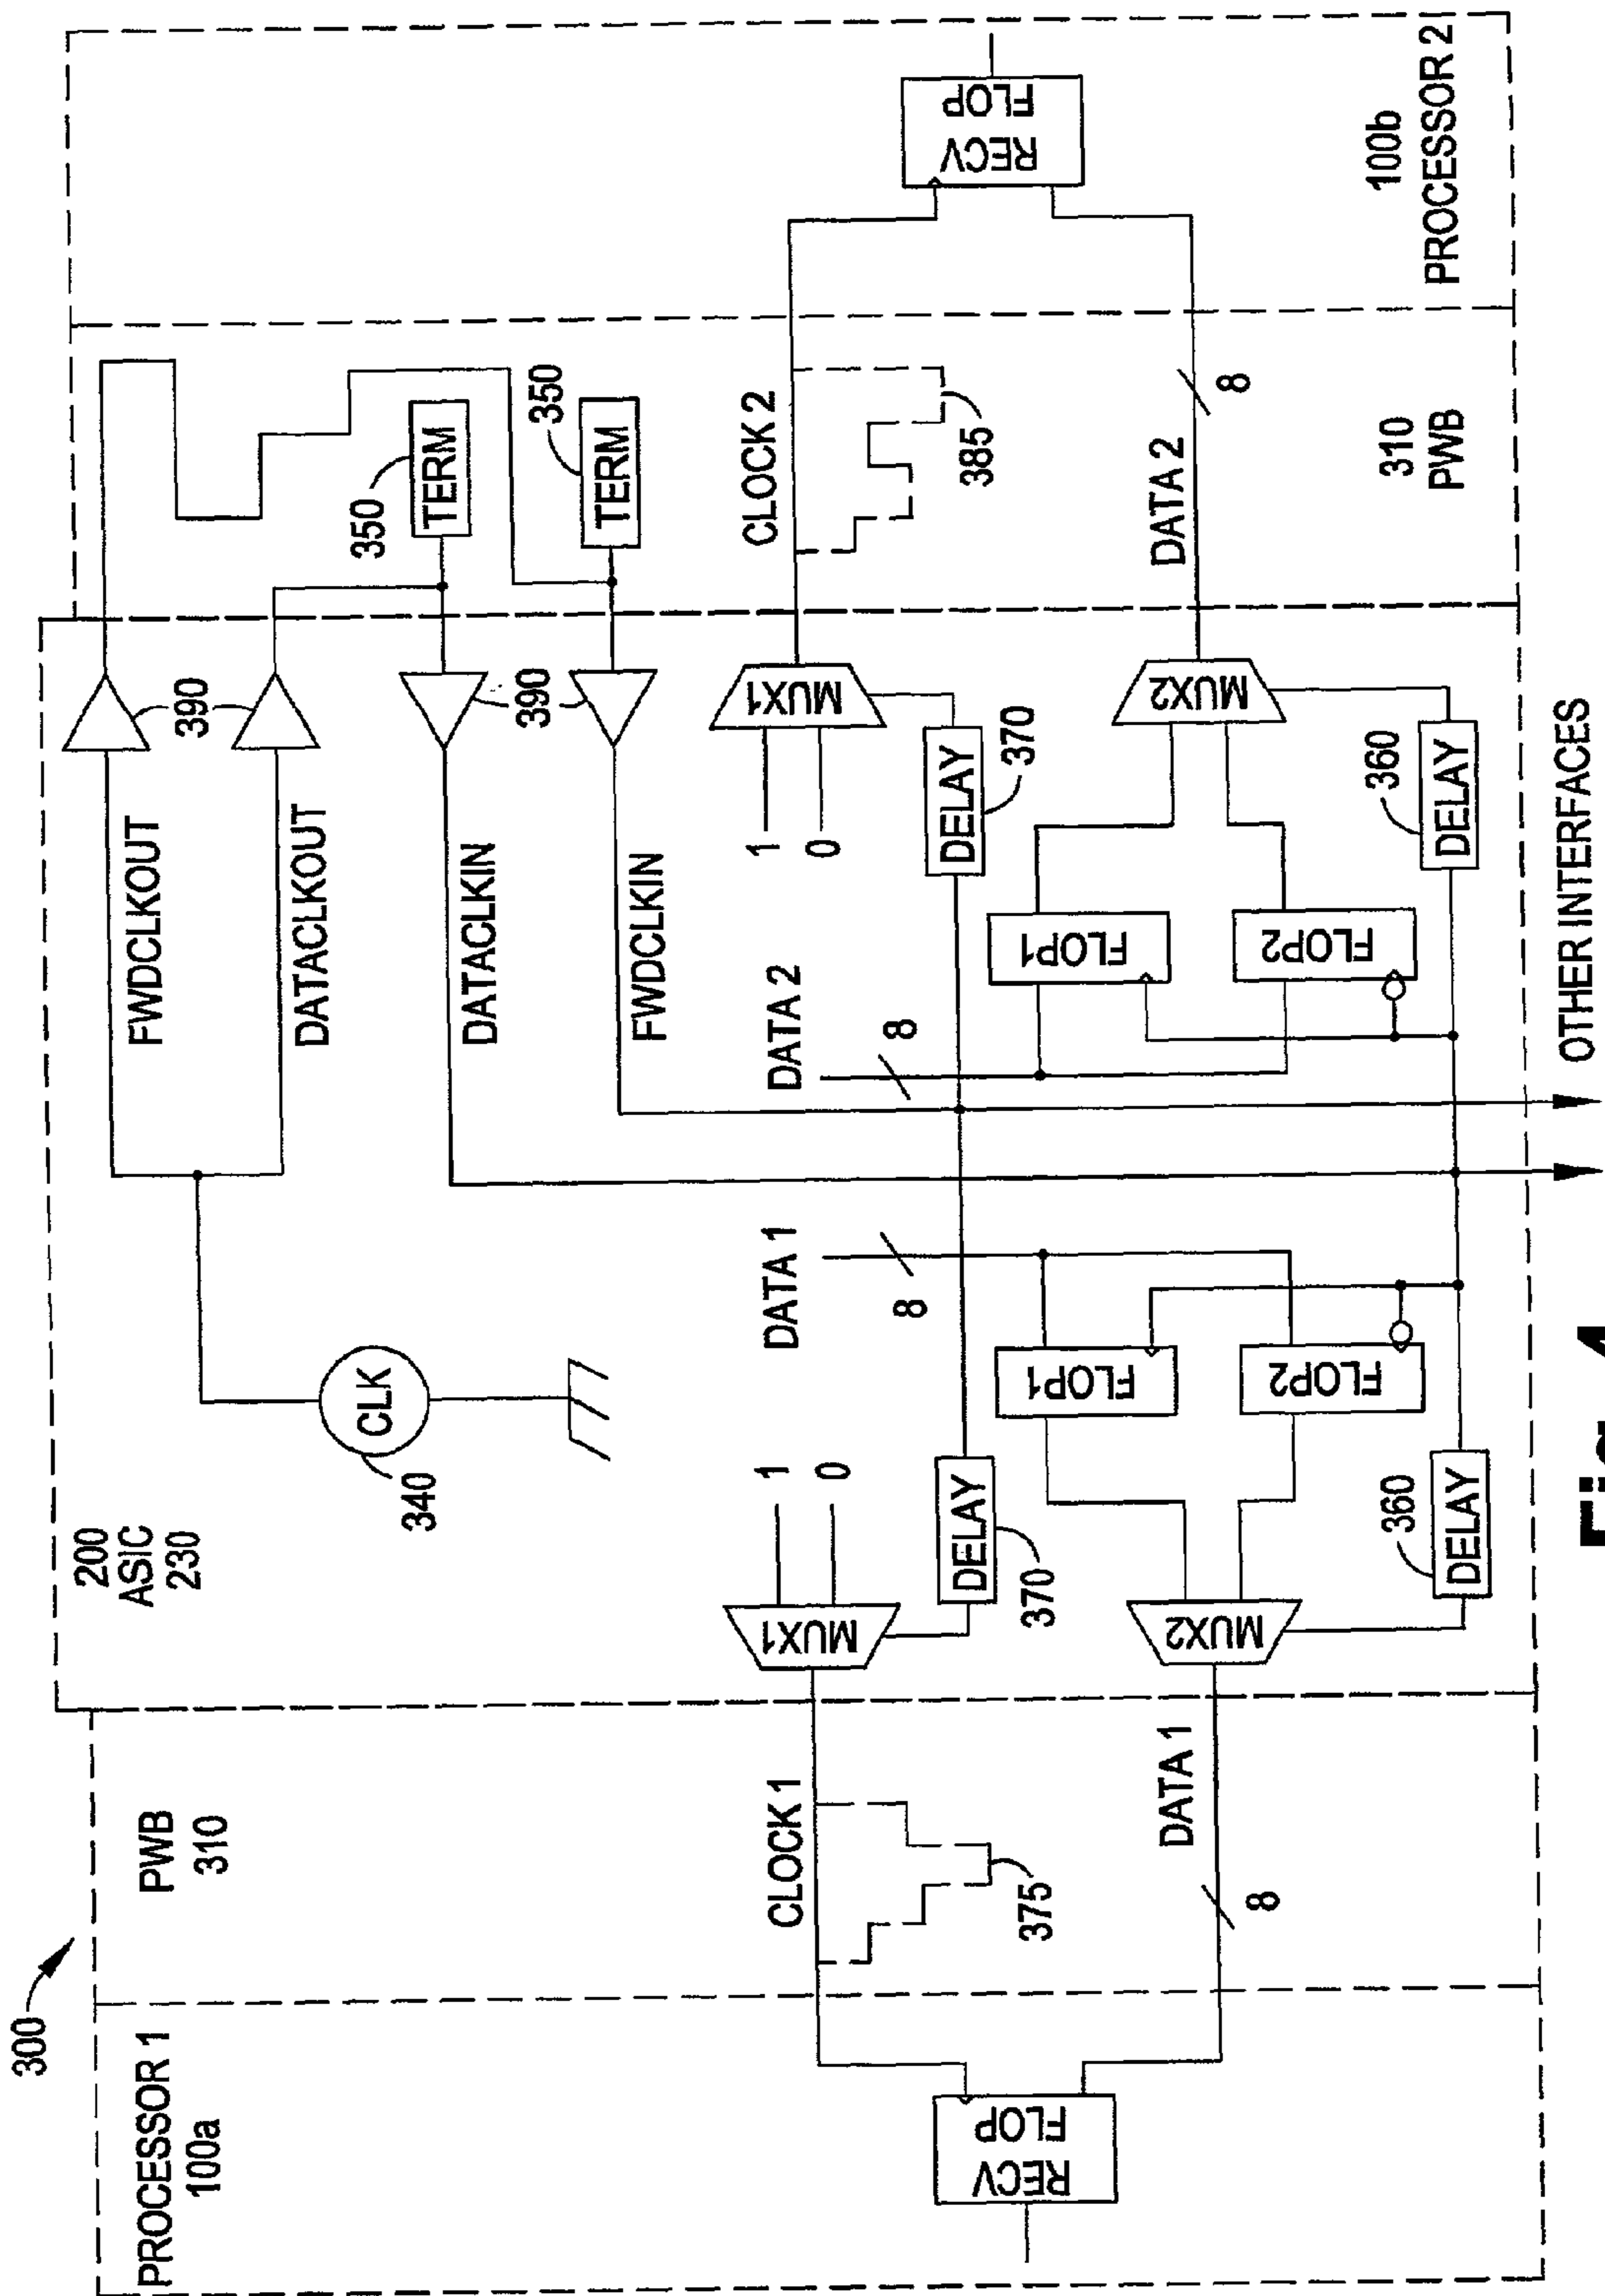 300
PROCESSOR 1
100a
PWB
310
200
ASIC
230
FWDCLKOUT
390
DATACLKOUT
340
CLK
DATACLKIN
390
FWDCLKIN
350
TERM
350
TERM
RECV
FLOP
CLOCK 1
375
MUX1
1
0
DELAY
370
DATA 1
8
DATA 2
8
1
0
MUX1
DELAY
370
CLOCK 2
385
RECV
FLOP
DATA 1
8
MUX2
FLOP1
FLOP2
360
DELAY
FLOP1
FLOP2
MUX2
360
DELAY
DATA 2
8
310
PWB
100b
PROCESSOR 2
OTHER INTERFACES
Fig. 4